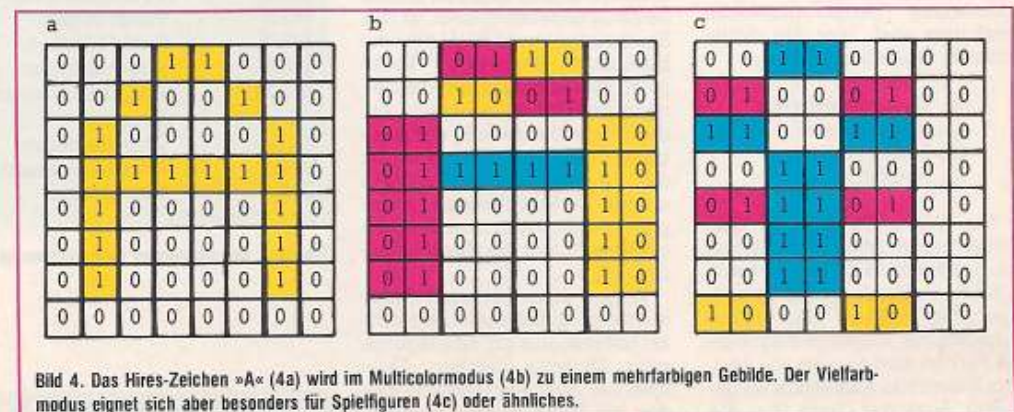 a b c
0 0 0 1 1 0 0 0 0 0 0 1 1 0 0 0 0 0 1 1 0 0 0 0
0 0 1 0 0 1 0 0 0 0 1 0 0 1 0 0 0 1 0 0 0 1 0 0
0 1 0 0 0 0 1 0 0 1 0 0 0 0 1 0 1 1 0 0 1 1 0 0
0 1 1 1 1 1 1 0 0 1 1 1 1 1 1 0 0 0 1 1 0 0 0 0
0 1 0 0 0 0 1 0 0 1 0 0 0 0 1 0 0 1 1 1 0 1 0 0
0 1 0 0 0 0 1 0 0 1 0 0 0 0 1 0 0 0 1 1 0 0 0 0
0 1 0 0 0 0 1 0 0 1 0 0 0 0 1 0 0 0 1 1 0 0 0 0
0 0 0 0 0 0 0 0 0 0 0 0 0 0 0 0 1 0 0 0 1 0 0 0
Bild 4. Das Hires-Zeichen »A« (4a) wird im Multicolormodus (4b) zu einem mehrfarbigen Gebilde. Der Vielfarb-
modus eignet sich aber besonders für Spielfiguren (4c) oder ähnliches.